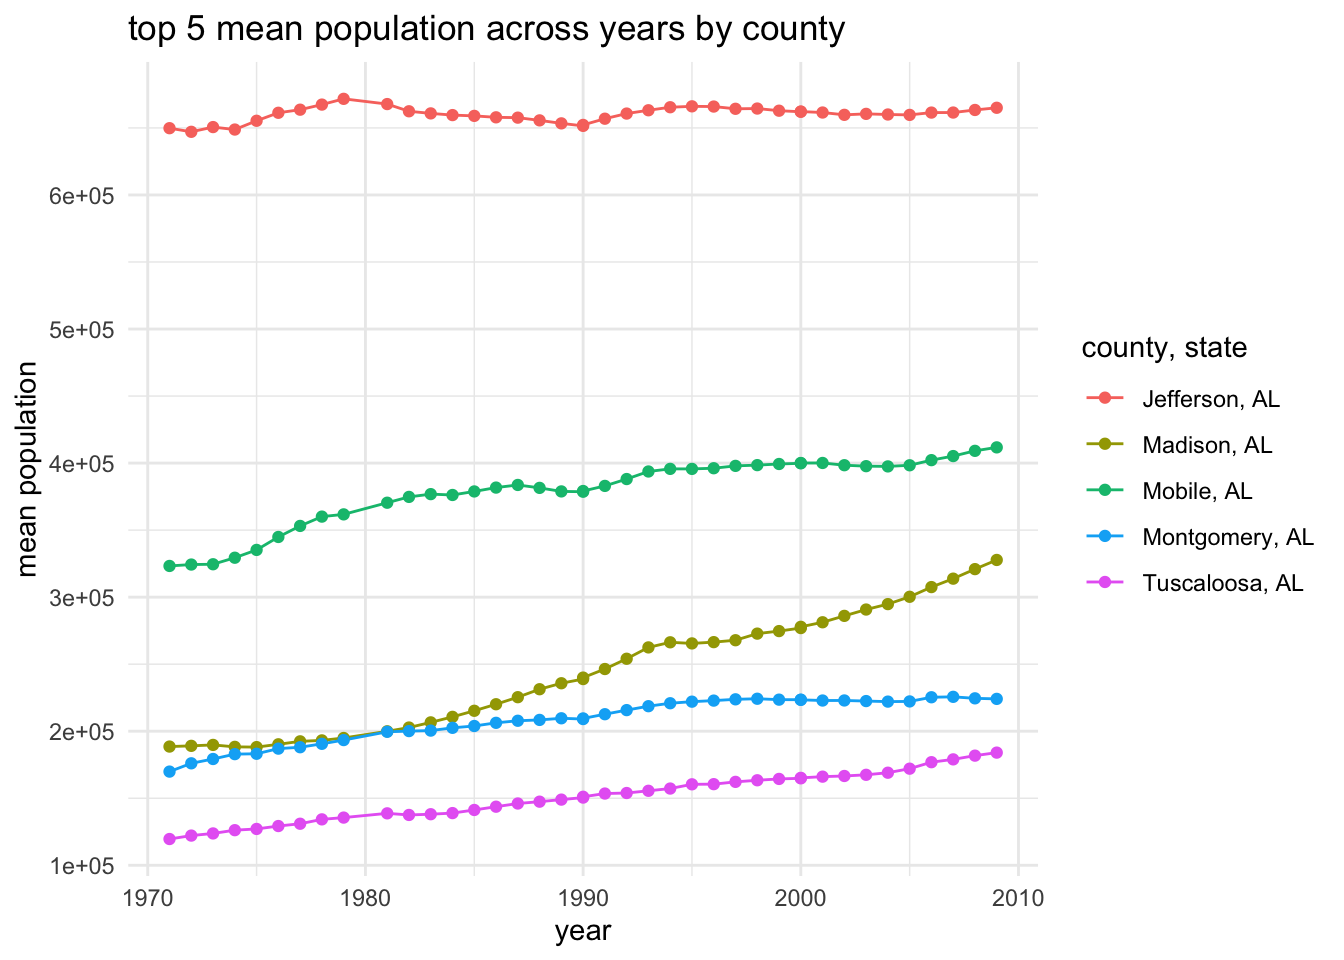 top 5 mean population across years by county
mean population
6e+05
5e+05
4e+05
3e+05
2e+05
1e+05
1970 1980 1990 2000 2010
year
county, state
Jefferson, AL
Madison, AL
Mobile, AL
Montgomery, AL
Tuscaloosa, AL